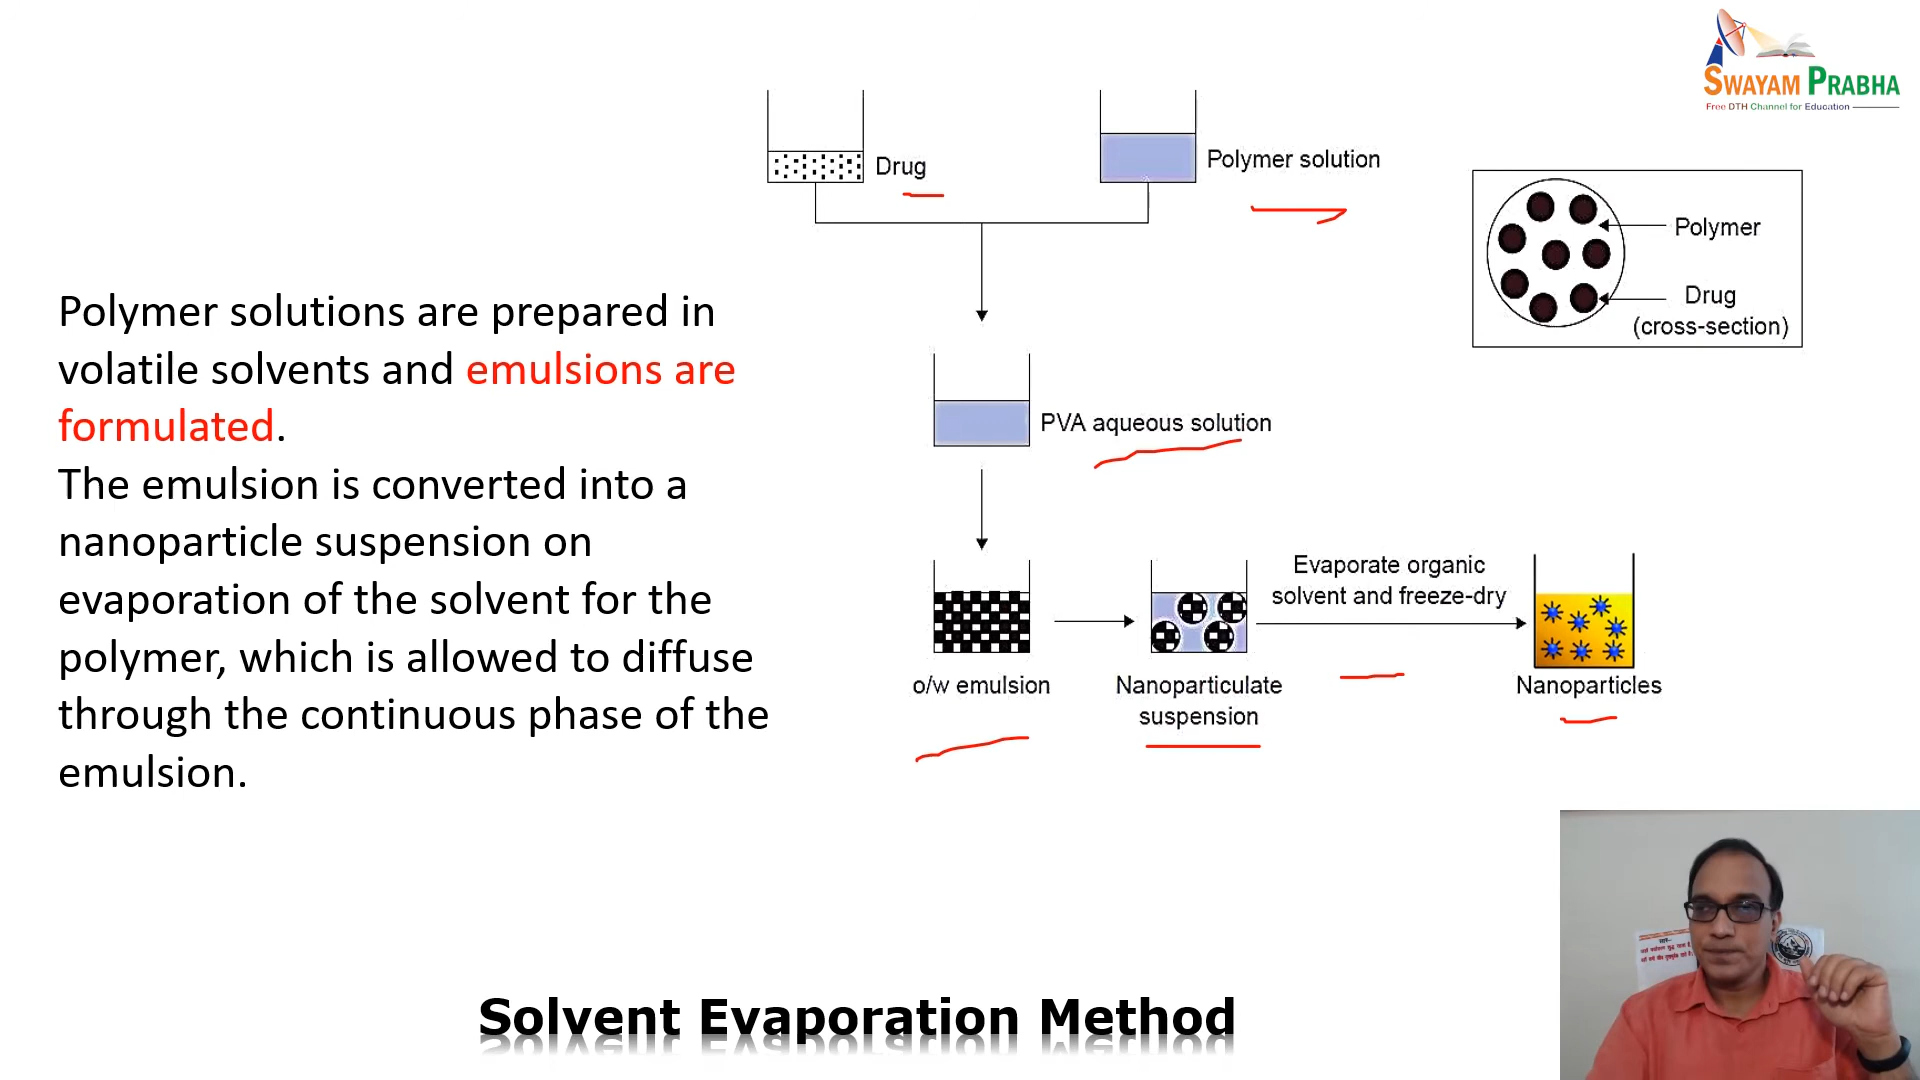 SWAYAM PRABHA
Free DTH Channel for Education
Drug
Polymer solution
Polymer
Drug
(cross-section)
Polymer solutions are prepared in
volatile solvents and emulsions are
formulated.
The emulsion is converted into a
nanoparticle suspension on
evaporation of the solvent for the
polymer, which is allowed to diffuse
through the continuous phase of the
emulsion.
PVA aqueous solution
Evaporate organic
solvent and freeze-dry
o/w emulsion
Nanoparticulate
suspension
Nanoparticles
Solvent Evaporation Method